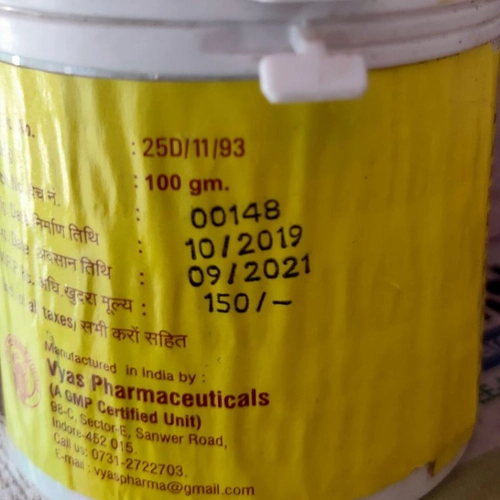 : 25D/11/93
: 100 gm.
च नं. : 00148
निर्माण तिथि : 10/2019
अवसान तिथि : 09/2021
अधि. खुदरा मूल्य : 150/-
all taxes) सभी करों सहित
Manufactured in India by :
Vyas Pharmaceuticals
(A GMP Certified Unit)
98-C, Sector-E, Sanwer Road,
Indore-452 015.
Call us: 0731-2722703.
E-mail : vyaspharma@gmail.com